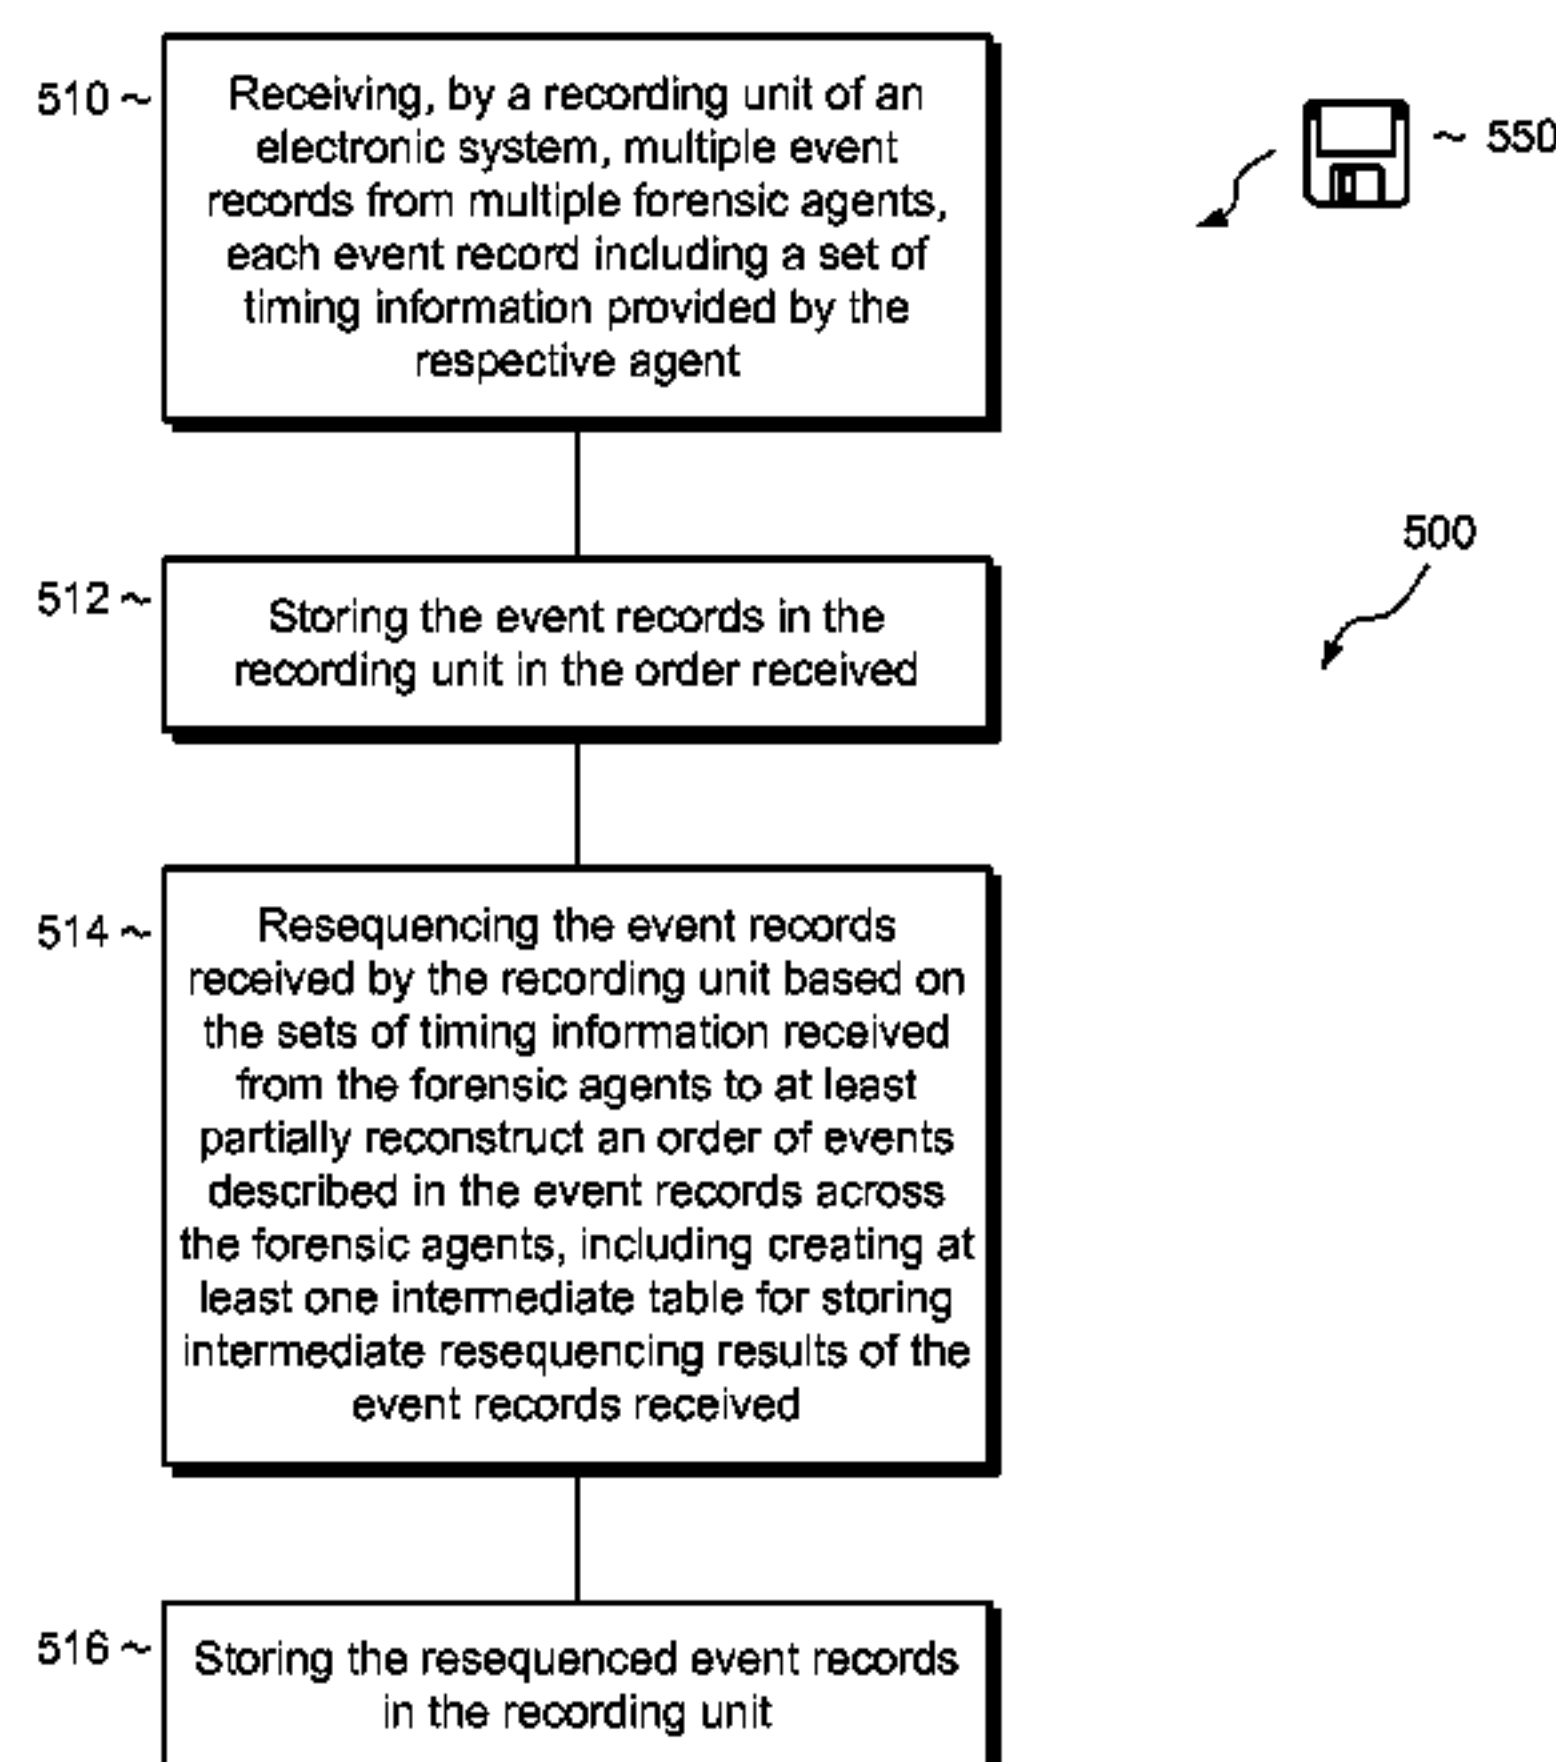 510 ~
Receiving, by a recording unit of an
electronic system, multiple event
records from multiple forensic agents,
each event record including a set of
timing information provided by the
respective agent
~ 550
500
512 ~
Storing the event records in the
recording unit in the order received
514 ~
Resequencing the event records
received by the recording unit based on
the sets of timing information received
from the forensic agents to at least
partially reconstruct an order of events
described in the event records across
the forensic agents, including creating at
least one intermediate table for storing
intermediate resequencing results of the
event records received
516 ~
Storing the resequenced event records
in the recording unit